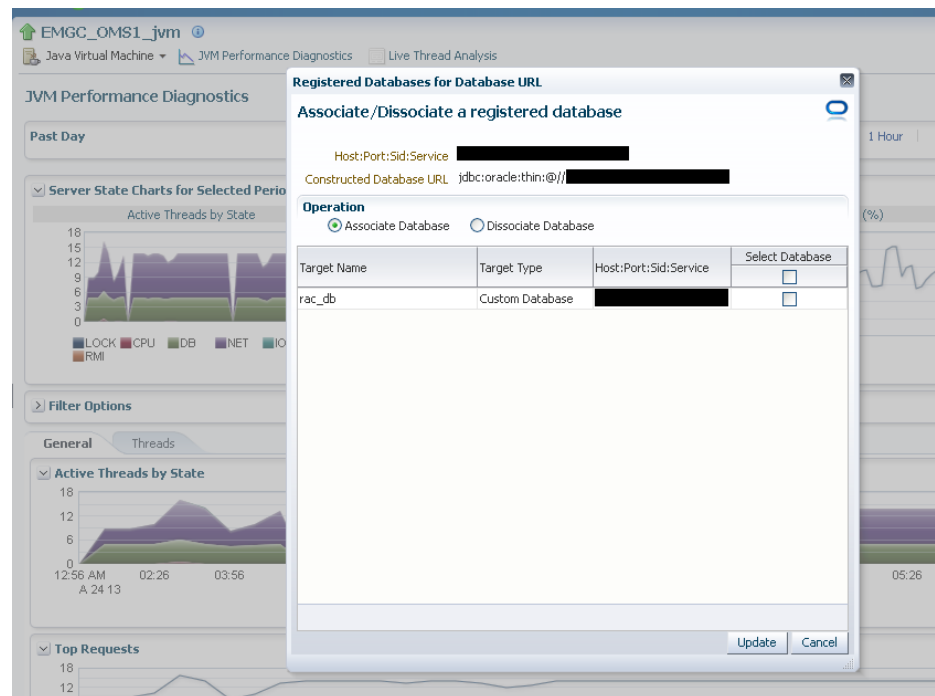 EMGC_OMS1_jvm
Java Virtual Machine JVM Performance Diagnostics Live Thread Analysis
JVM Performance Diagnostics
Past Day
1 Hour
Server State Charts for Selected Perio
Active Threads by State
(%)
18
15
12
9
6
3
0
LOCK CPU DB NET IO
RMI
Filter Options
General Threads
Active Threads by State
18
12
6
0
12:56 AM 02:26 03:56 05:26
A 24 13
Top Requests
18
12
Registered Databases for Database URL
Associate/Dissociate a registered database
Host:Port:Sid:Service
Constructed Database URL jdbc:oracle:thin:@//
Operation
Associate Database Dissociate Database
Target Name Target Type Host:Port:Sid:Service Select Database
rac_db Custom Database
Update Cancel